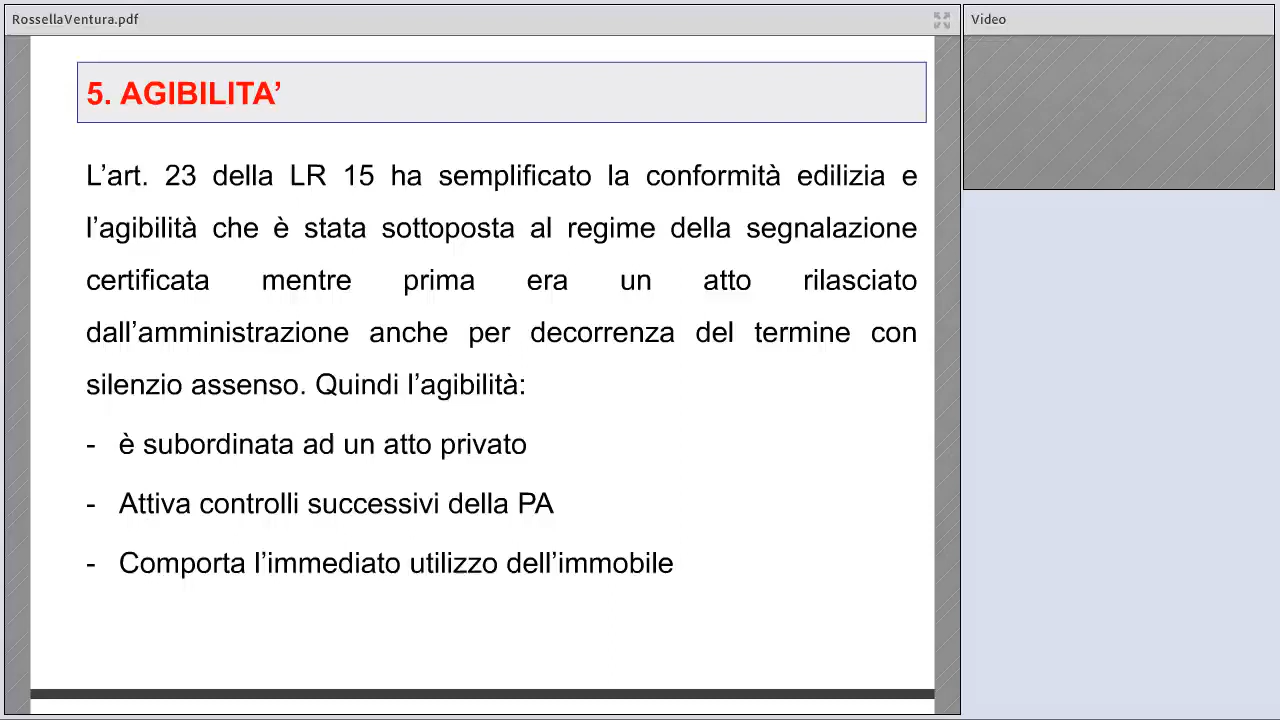 RossellaVentura.pdf
Video
5. AGIBILITA’
L’art. 23 della LR 15 ha semplificato la conformità edilizia e
l’agibilità che è stata sottoposta al regime della segnalazione
certificata mentre prima era un atto rilasciato
dall’amministrazione anche per decorrenza del termine con
silenzio assenso. Quindi l’agibilità:
- è subordinata ad un atto privato
- Attiva controlli successivi della PA
- Comporta l’immediato utilizzo dell’immobile